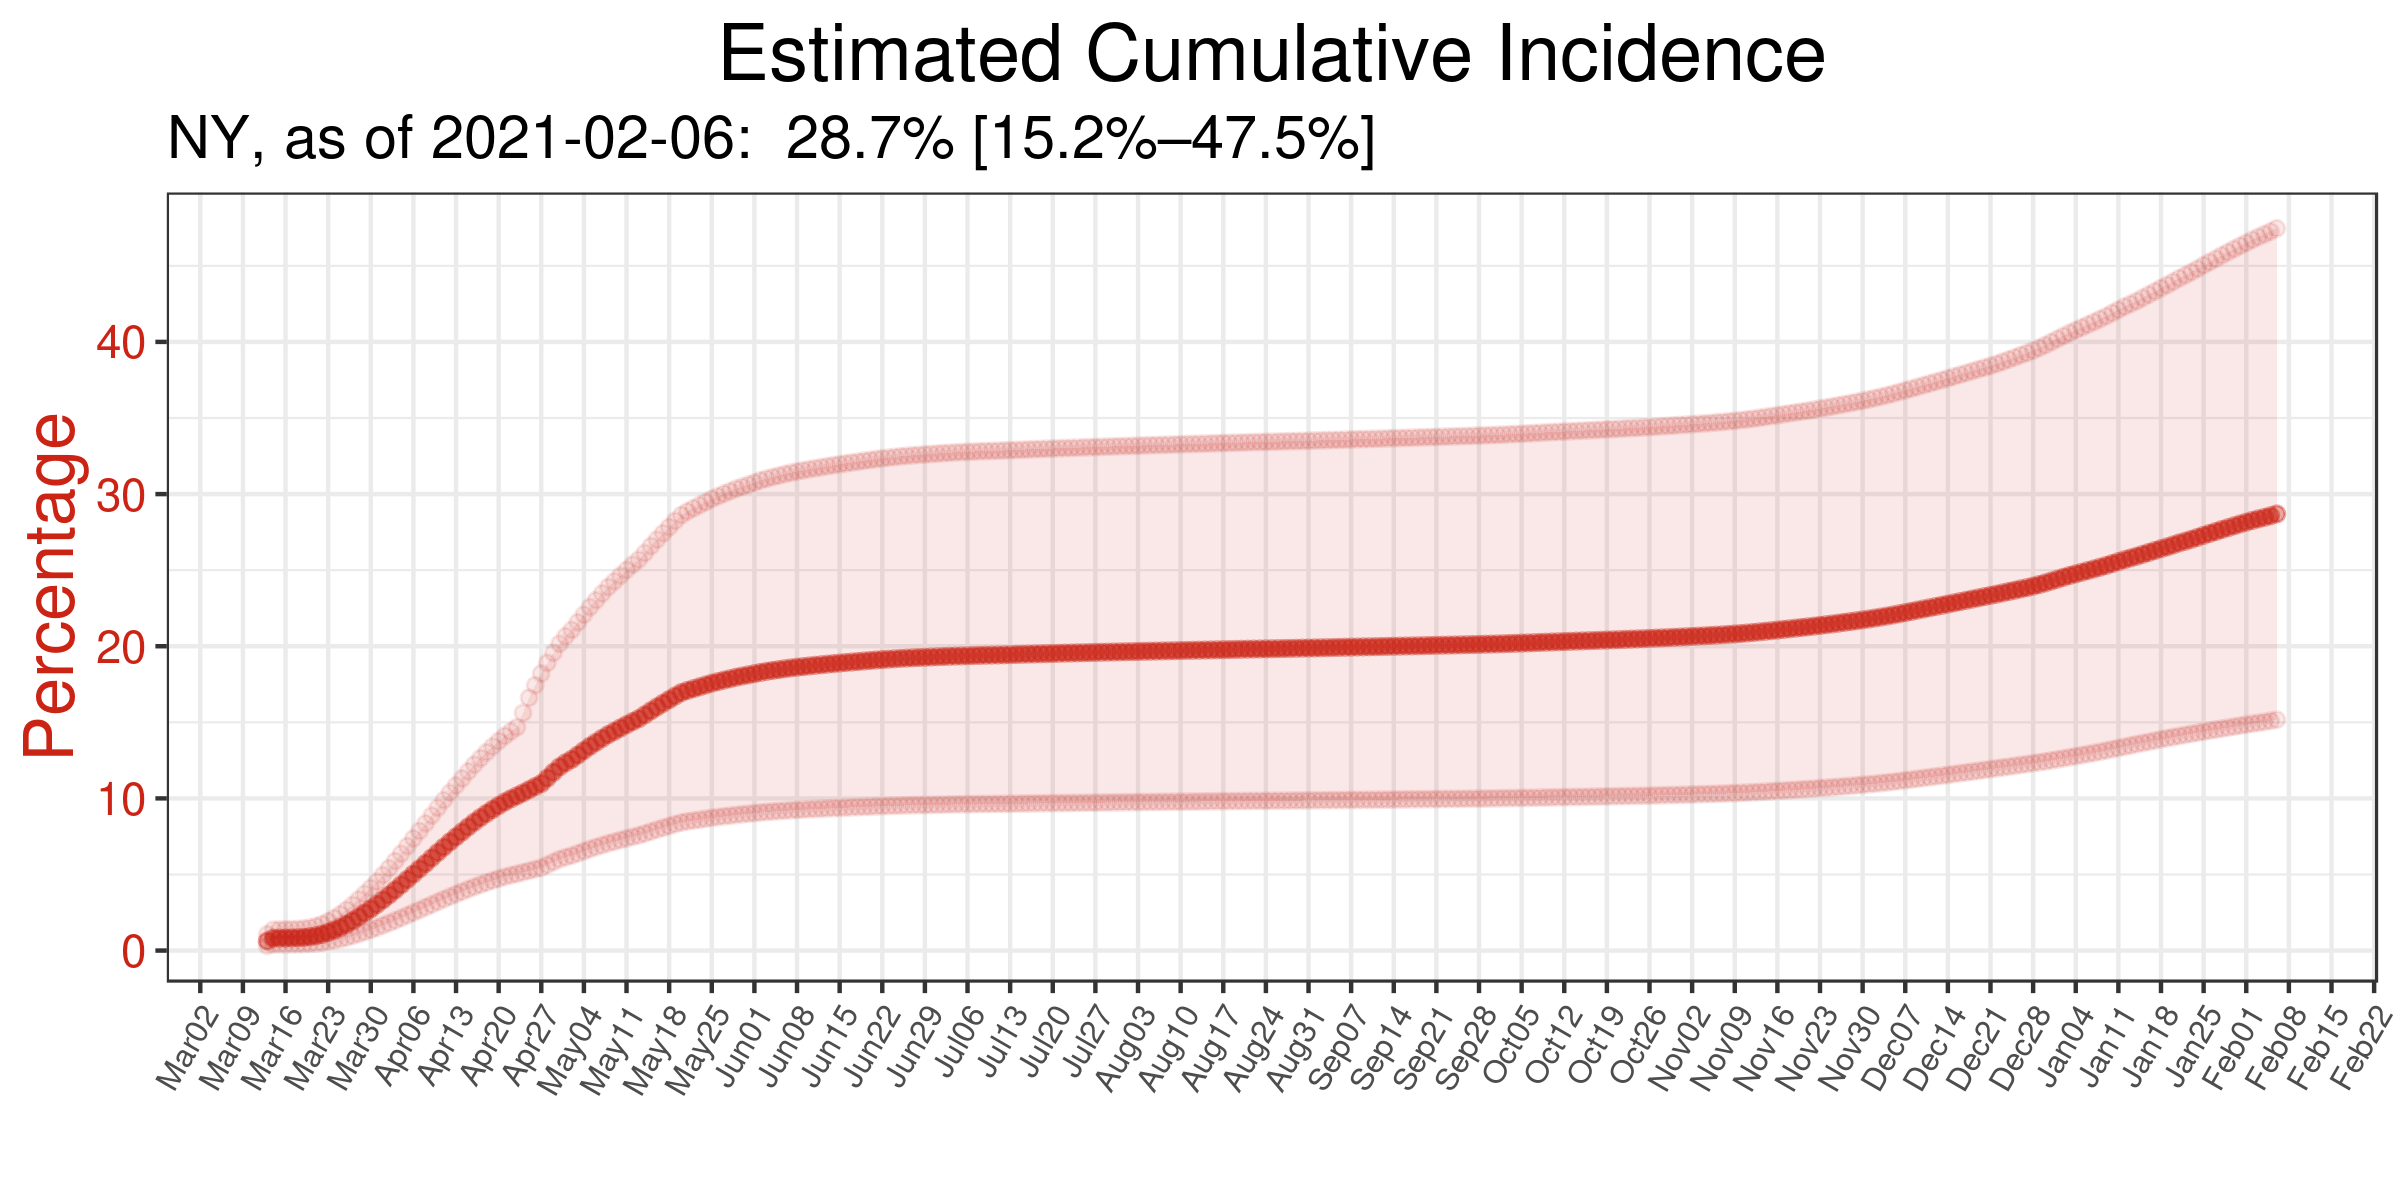 Estimated Cumulative Incidence
NY, as of 2021-02-06: 28.7% [15.2%–47.5%]
Percentage
40
30
20
10
0
Mar02 Mar09 Mar16 Mar23 Mar30 Apr06 Apr13 Apr20 Apr27 May04 May11 May18 May25 Jun01 Jun08 Jun15 Jun22 Jun29 Jul06 Jul13 Jul20 Jul27 Aug03 Aug10 Aug17 Aug24 Aug31 Sep07 Sep14 Sep21 Sep28 Oct05 Oct12 Oct19 Oct26 Nov02 Nov09 Nov16 Nov23 Nov30 Dec07 Dec14 Dec21 Dec28 Jan04 Jan11 Jan18 Jan25 Feb01 Feb08 Feb15 Feb22